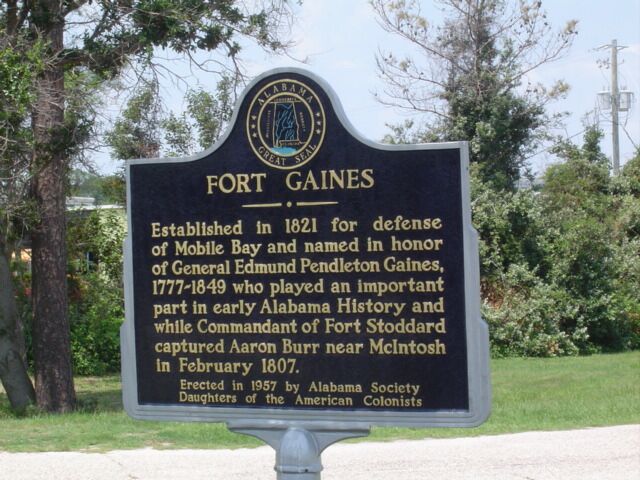 ALABAMA
GREAT SEAL
FORT GAINES
Established in 1821 for defense
of Mobile Bay and named in honor
of General Edmund Pendleton Gaines,
1777-1849 who played an important
part in early Alabama History and
while Commandant of Fort Stoddard
captured Aaron Burr near McIntosh
in February 1807.
Erected in 1957 by Alabama Society
Daughters of the American Colonists